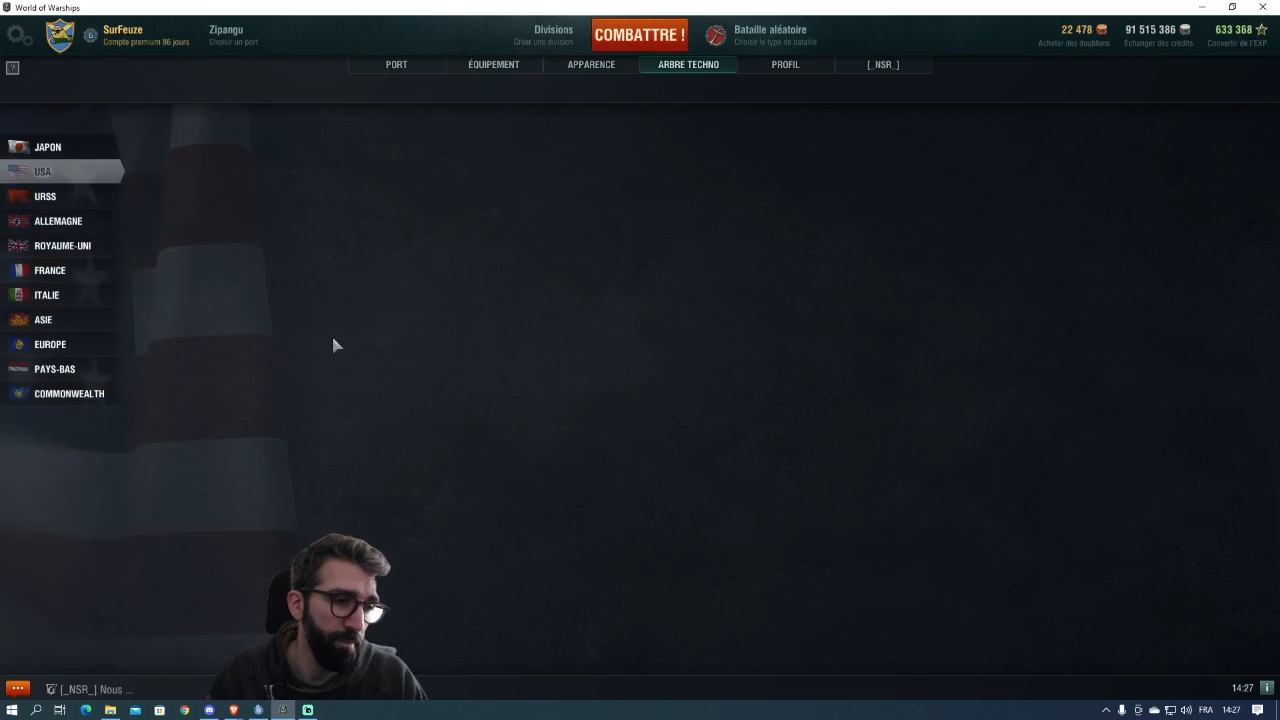 World of Warships
SurFeuze
Compte premium 86 jours
Zipangu
Choisir un port
Divisions
Créer une division
COMBATTRE !
Bataille aléatoire
Choisir le type de bataille
22 478
Acheter des doublons
91 515 386
Échanger des crédits
633 368
Convertir de l'EXP.
?
PORT
ÉQUIPEMENT
APPARENCE
ARBRE TECHNO
PROFIL
[_NSR_]
JAPON
USA
URSS
ALLEMAGNE
ROYAUME-UNI
FRANCE
ITALIE
ASIE
EUROPE
PAYS-BAS
COMMONWEALTH
[_NSR_] Nous ...
14:27
FRA
14:27